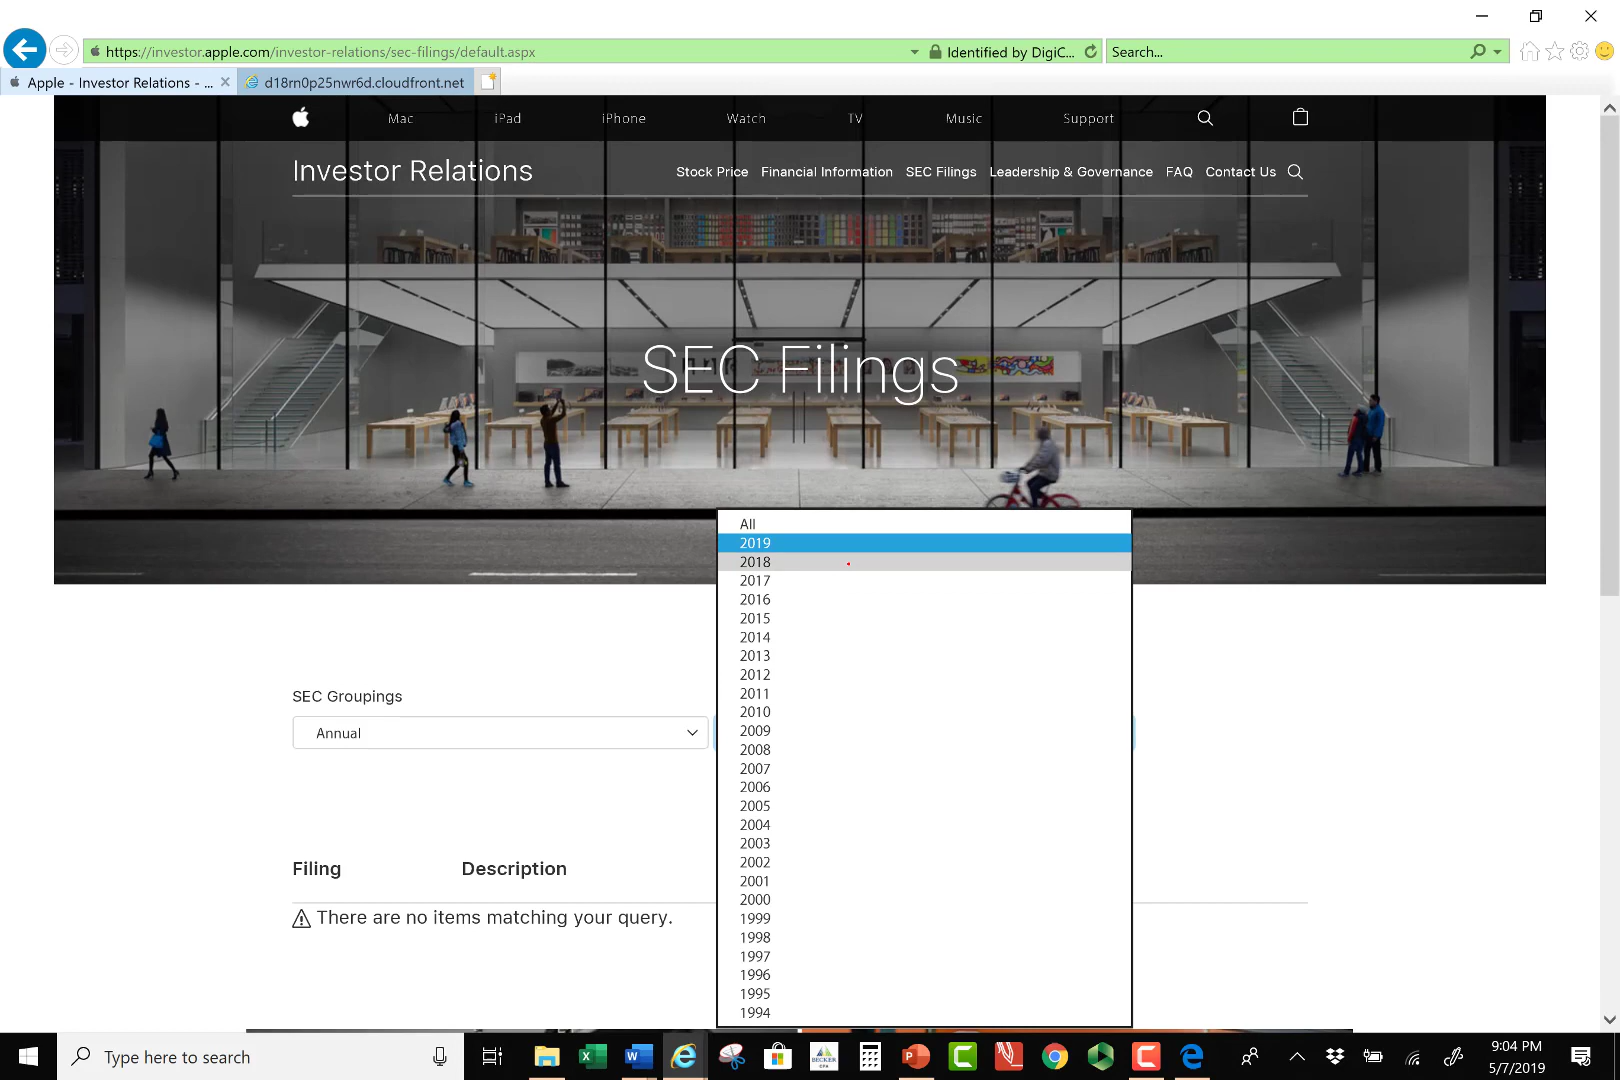 https://investor.apple.com/investor-relations/sec-filings/default.aspx
Identified by DigiC...
Search...
Apple - Investor Relations - ...
d18rn0p25nwr6d.cloudfront.net
Mac
iPad
iPhone
Watch
TV
Music
Support
Investor Relations
Stock Price
Financial Information
SEC Filings
Leadership & Governance
FAQ
Contact Us
SEC Filings
All
2019
2018
2017
2016
2015
2014
2013
2012
2011
2010
2009
2008
2007
2006
2005
2004
2003
2002
2001
2000
1999
1998
1997
1996
1995
1994
SEC Groupings
Annual
Filing
Description
There are no items matching your query.
Type here to search
BECKER
CPA
9:04 PM
5/7/2019